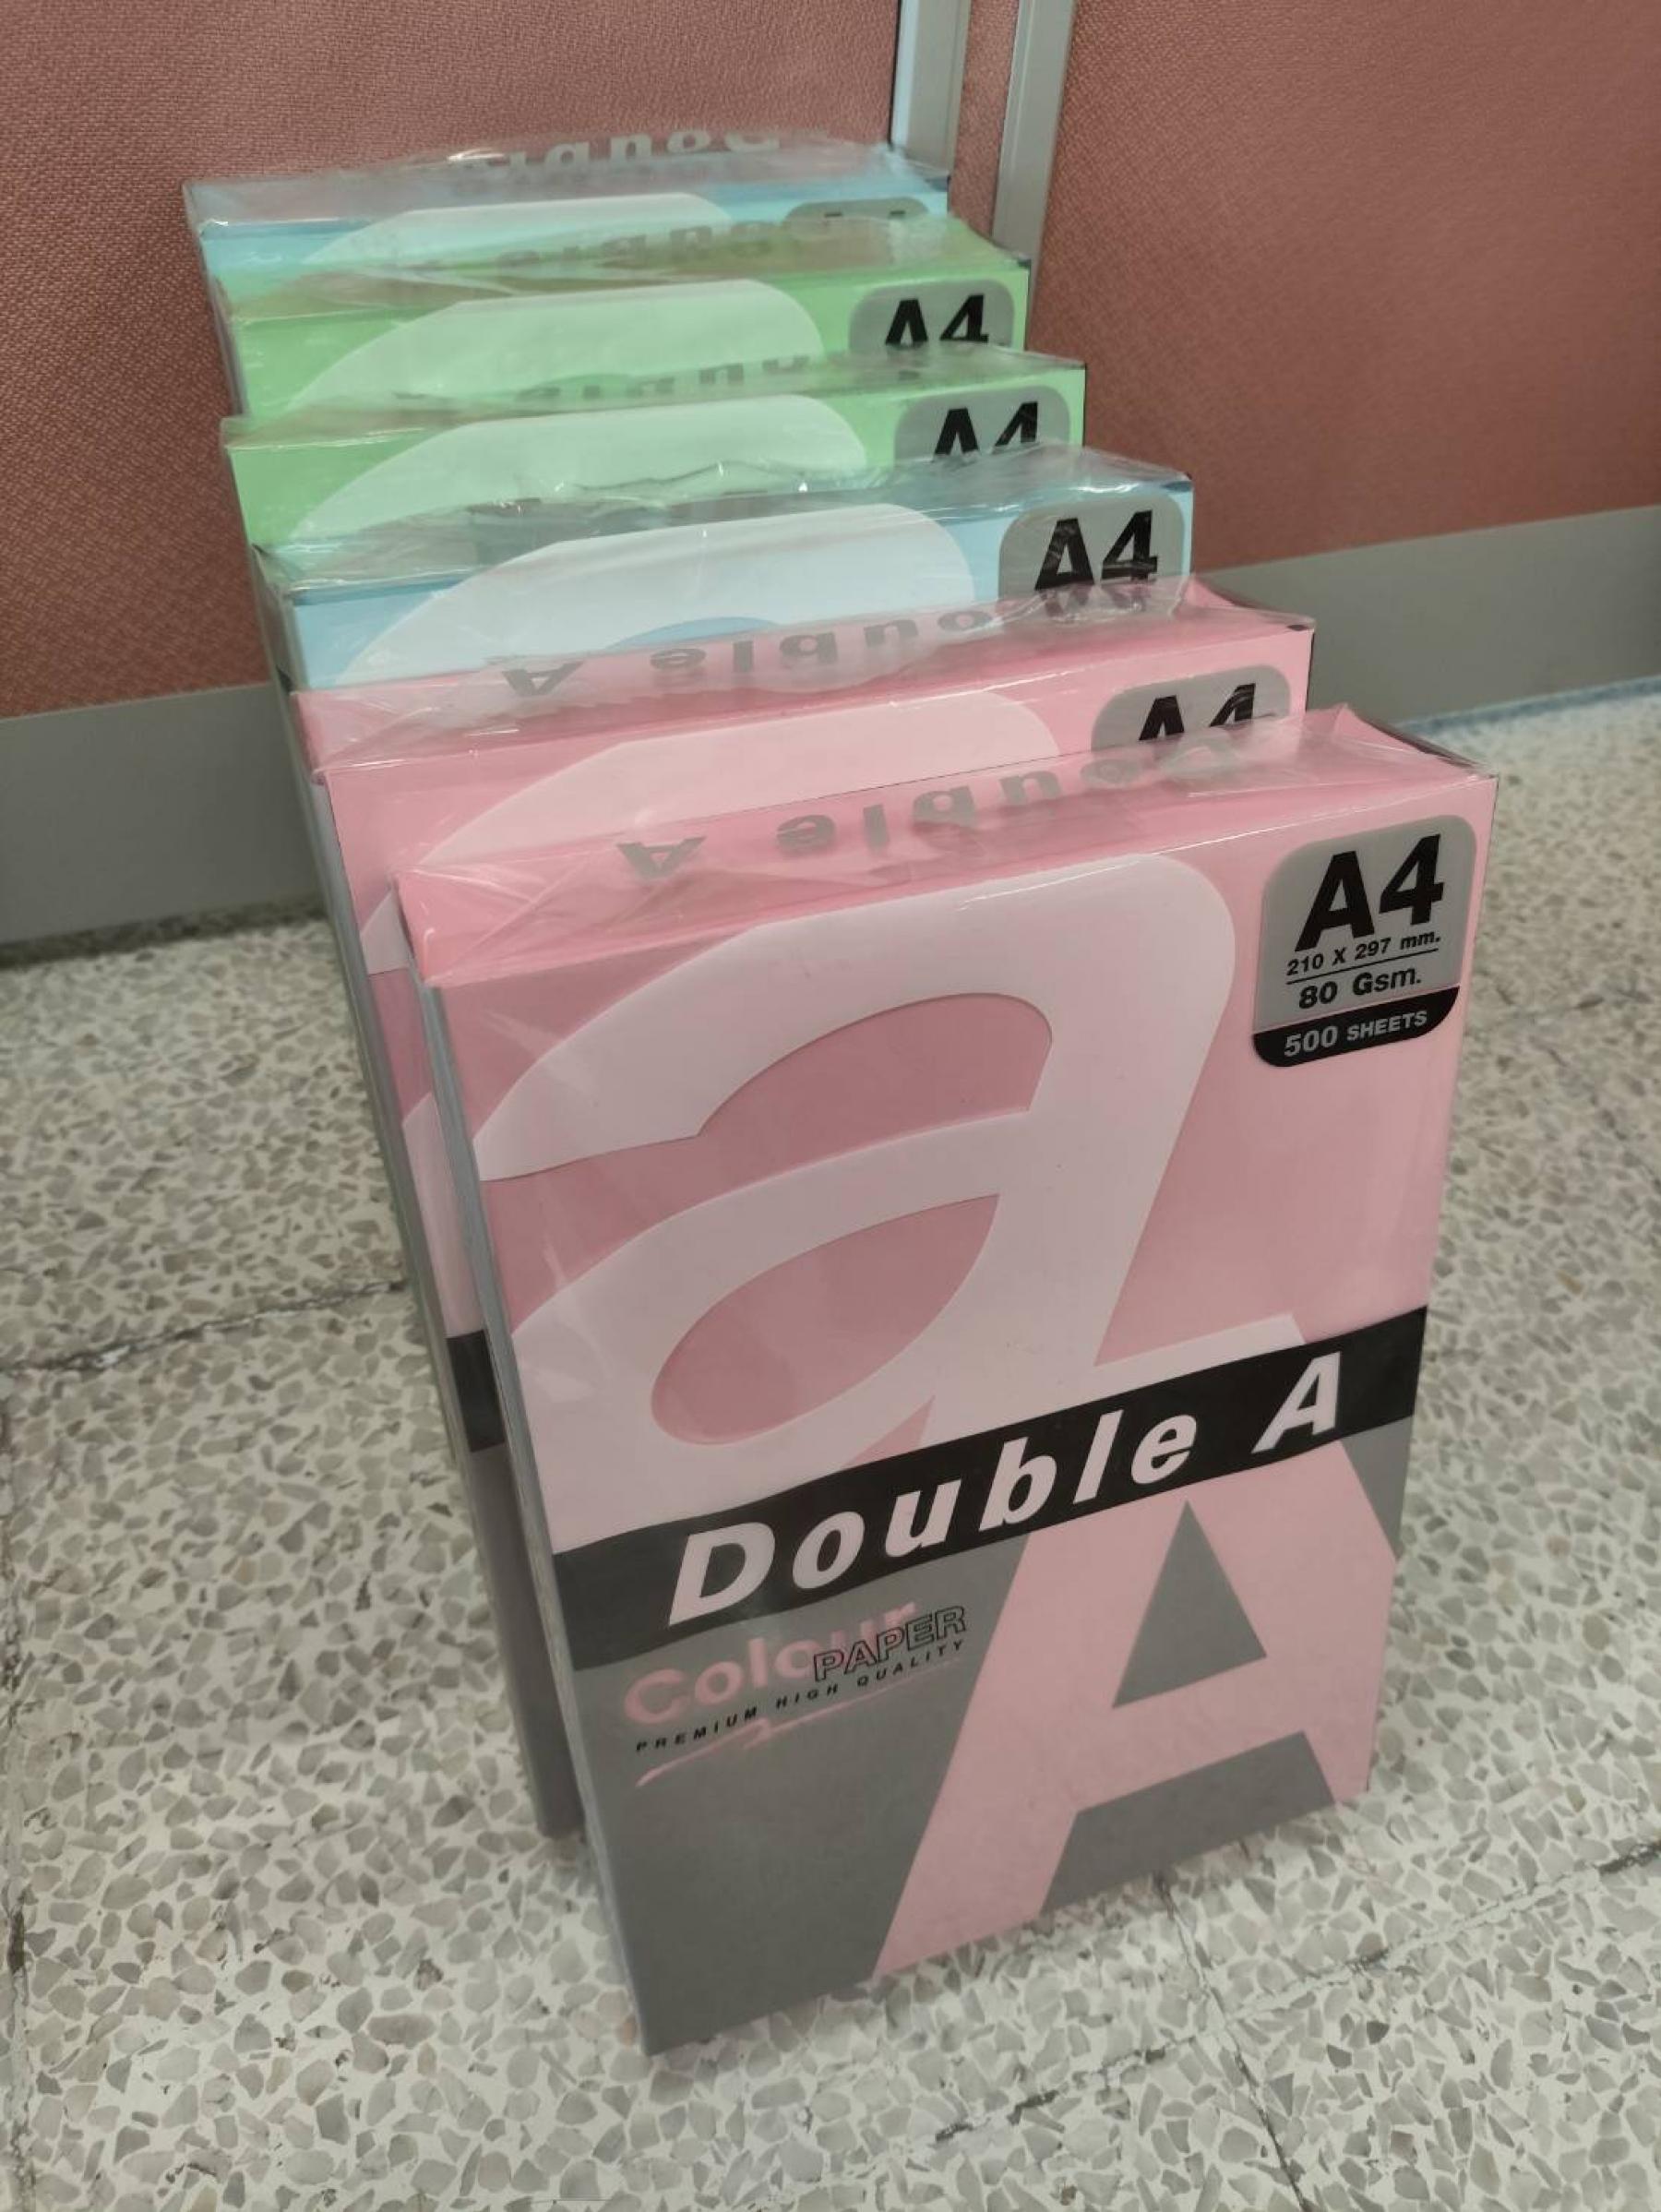 A4
A4
A4
Double A
A4
Double A
A4
210 X 297 mm.
80 Gsm.
500 SHEETS
Double A
Colour
PAPER
PREMIUM HIGH QUALITY